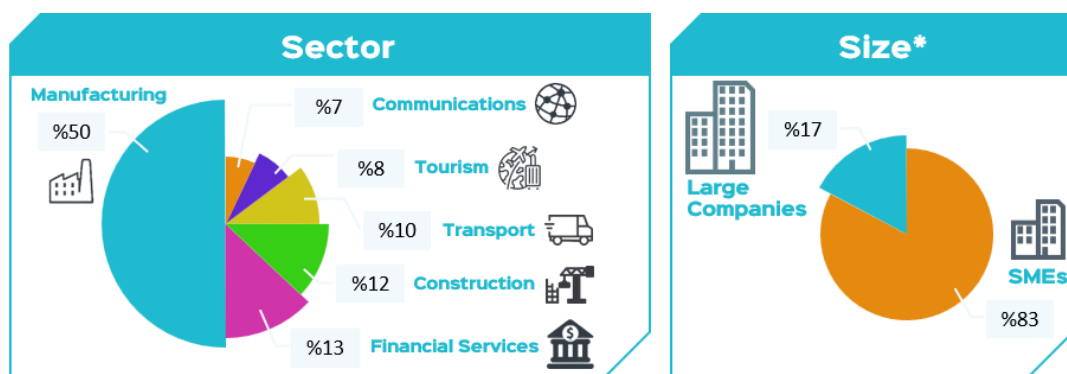 Sector
Manufacturing
%50
%7 Communications
%8 Tourism
%10 Transport
%12 Construction
%13 Financial Services
Size*
%17
Large
Companies
SMEs
%83